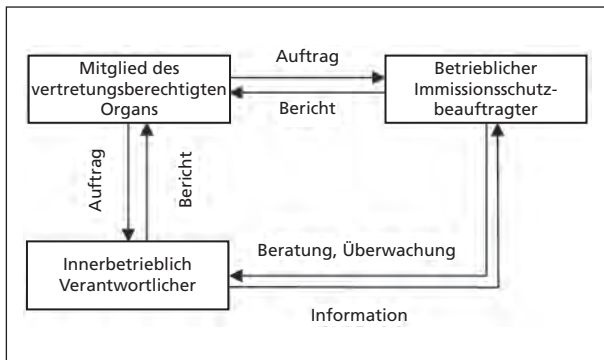 Mitglied des
vertretungsberechtigten
Organs
Auftrag
Bericht
Betrieblicher
Immissionsschutz-
beauftragter
Auftrag
Bericht
Innerbetrieblich
Verantwortlicher
Beratung, Überwachung
Information